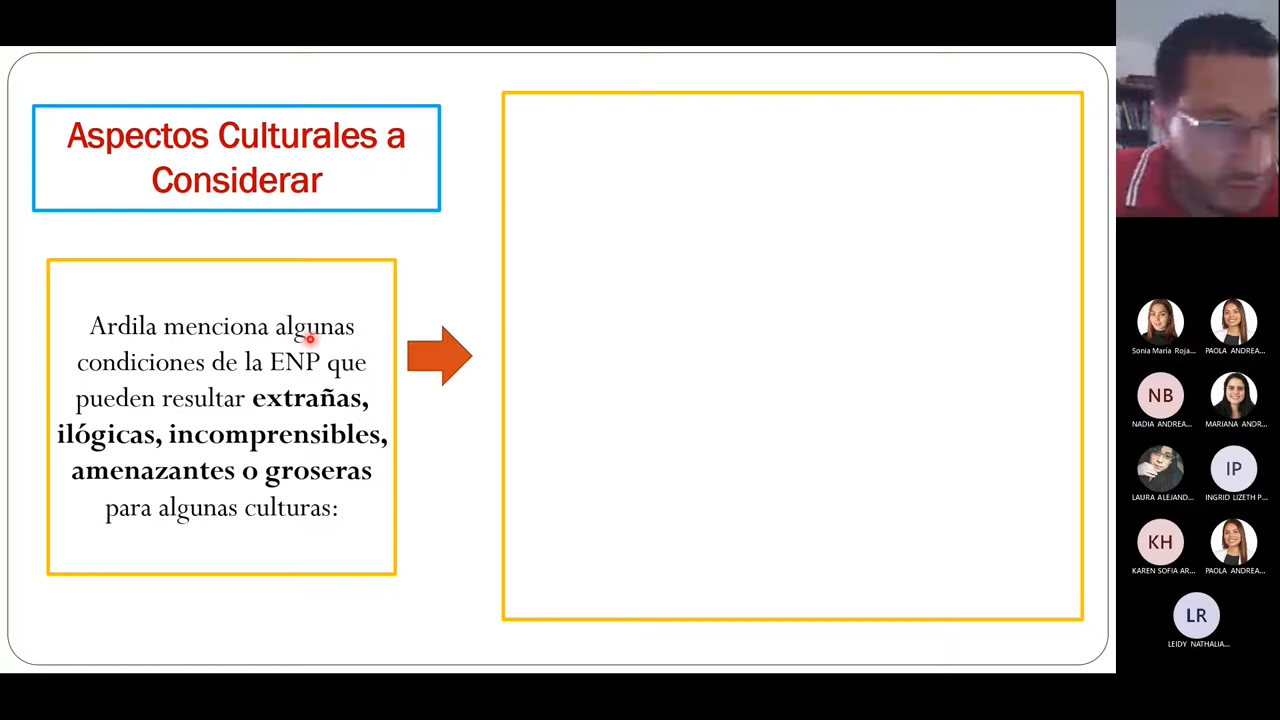 Aspectos Culturales a
Considerar
Ardila menciona algunas
condiciones de la ENP que
pueden resultar extrañas,
ilógicas, incomprensibles,
amenazantes o groseras
para algunas culturas:
Sonia María Roja...
PAOLA ANDREA...
NB
NADIA ANDREA...
MARIANA ANDR...
LAURA ALEJAND...
IP
INGRID LIZETH P...
KH
KAREN SOFIA AR...
PAOLA ANDREA...
LR
LEIDY NATHALIA...